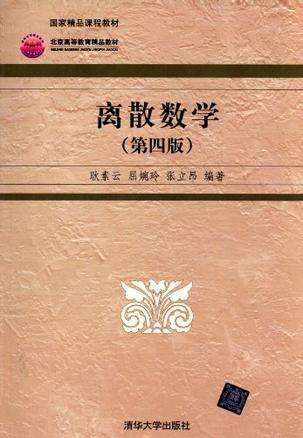 国家精品课程教材
北京高等教育精品教材
离散数学
（第四版）
耿素云 屈婉玲 张立昂 编著
清华大学出版社